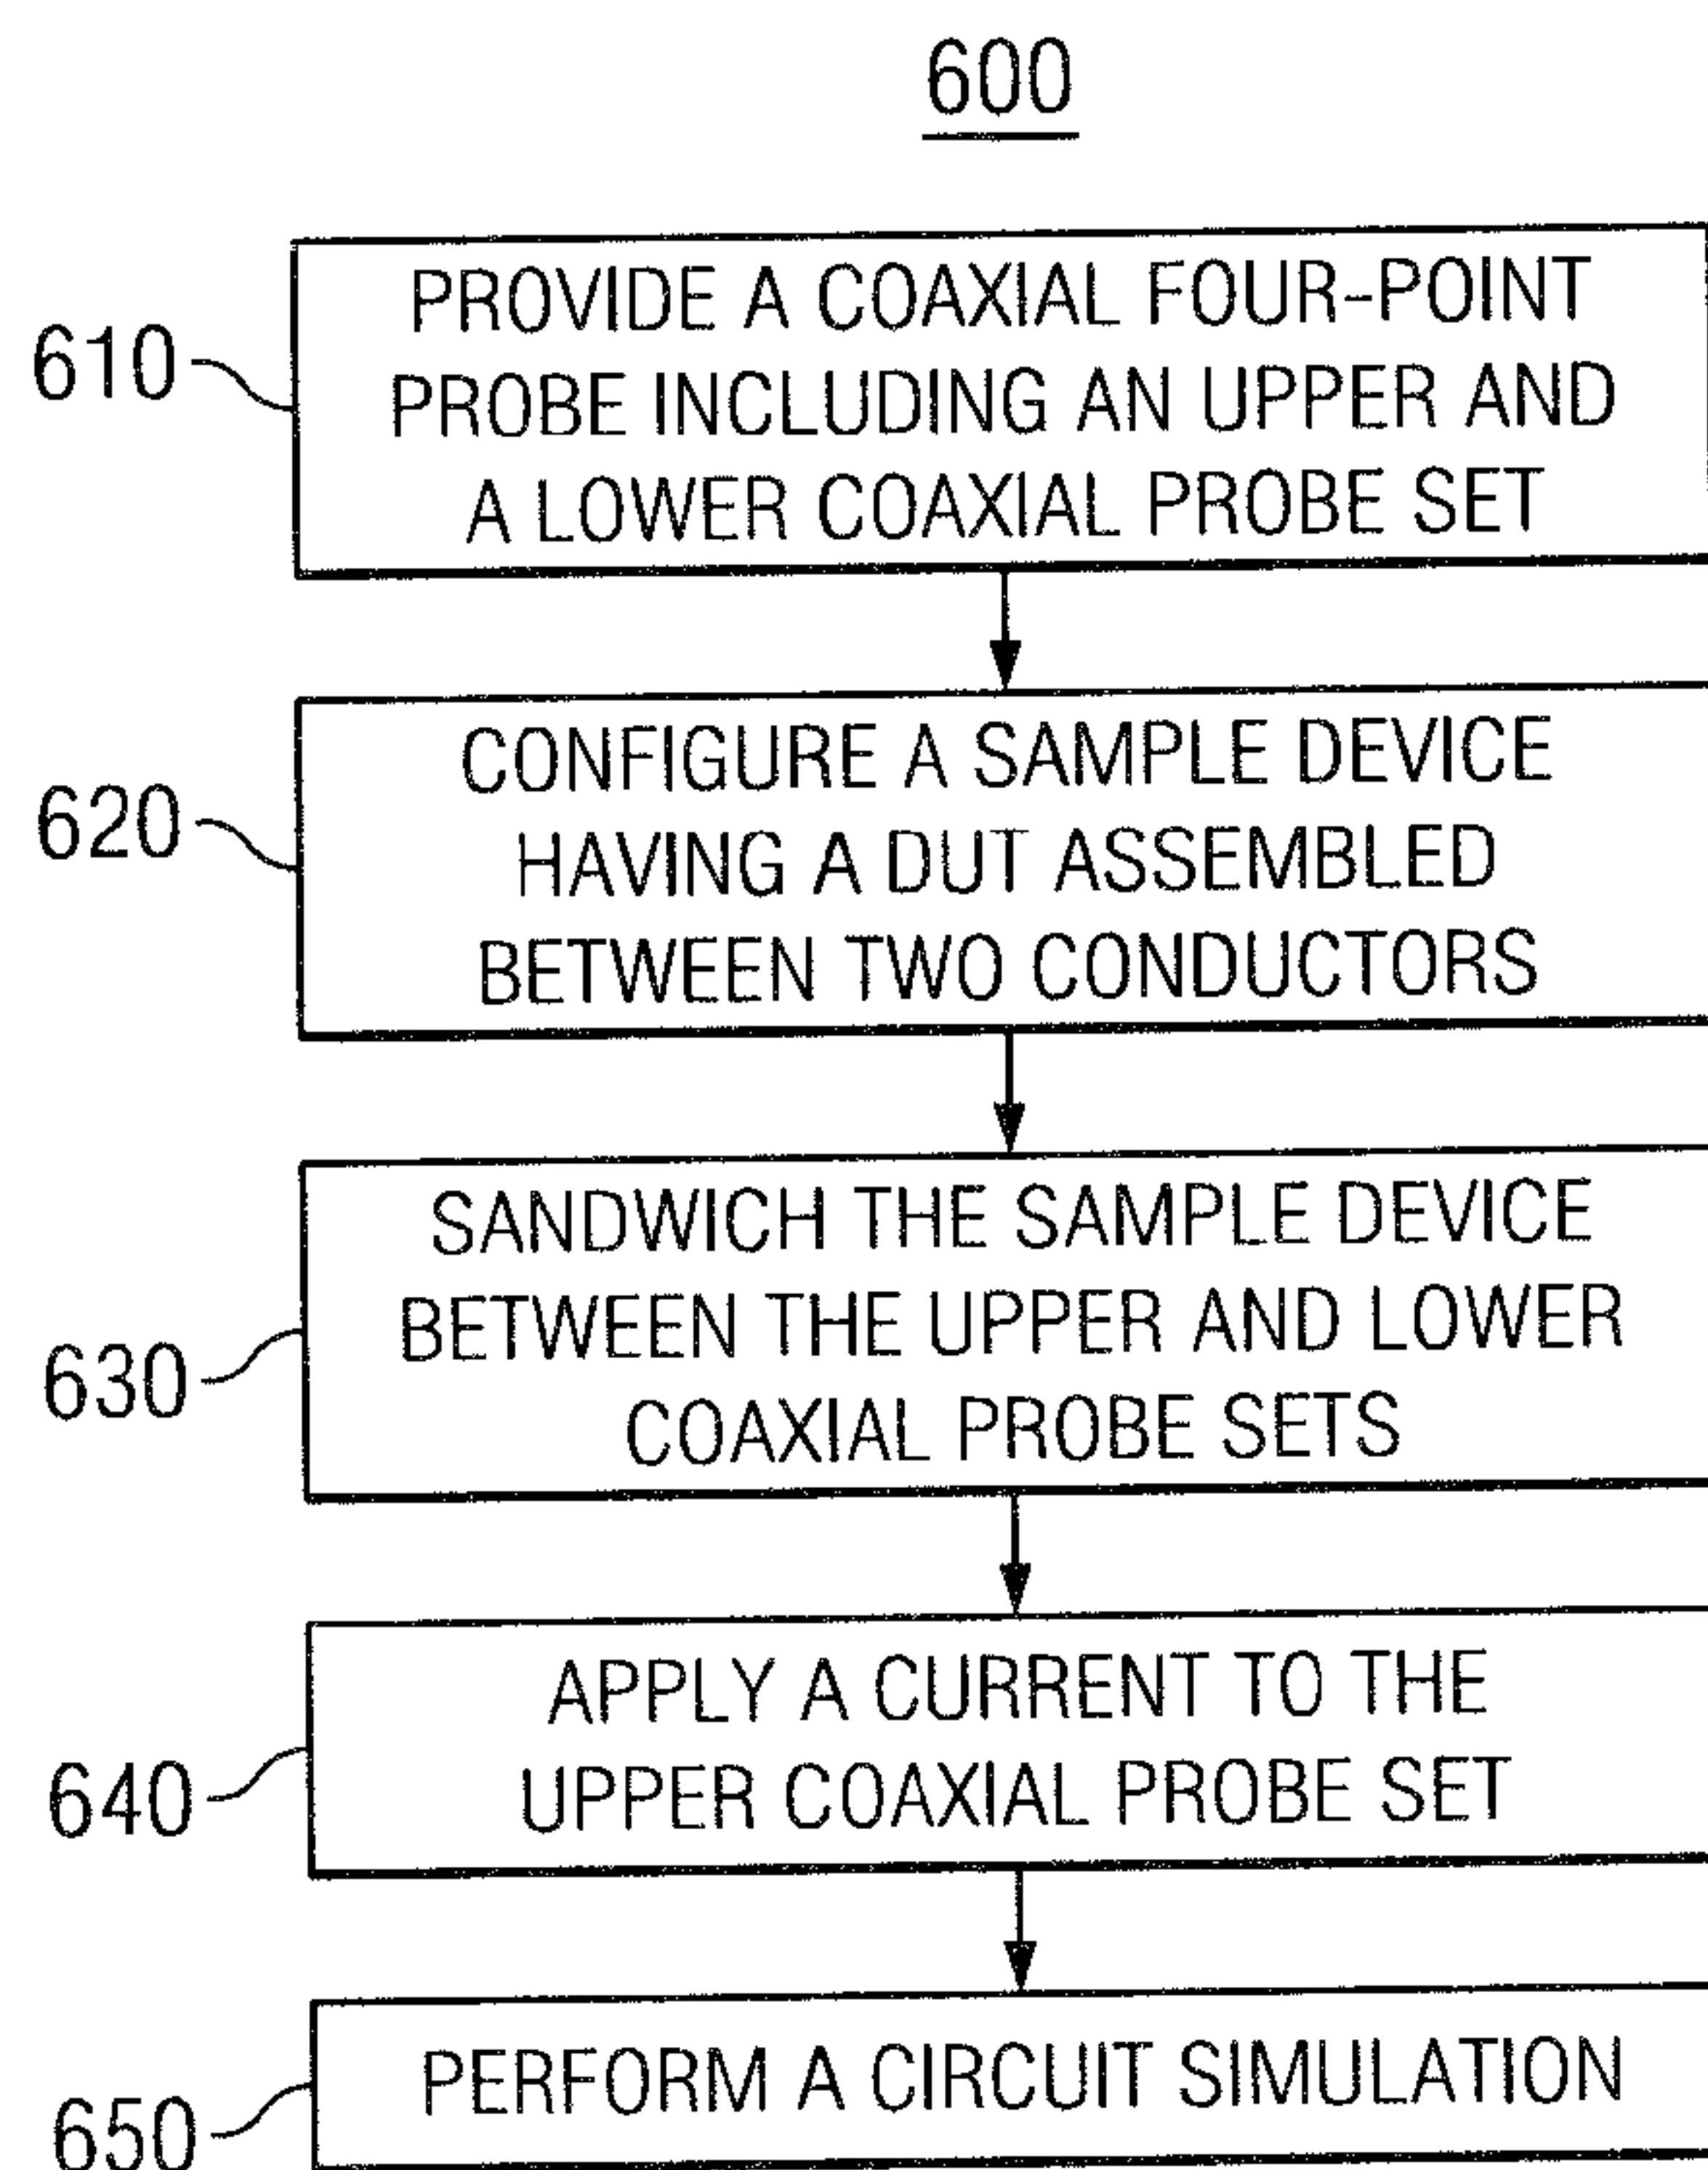 600
610
PROVIDE A COAXIAL FOUR-POINT
PROBE INCLUDING AN UPPER AND
A LOWER COAXIAL PROBE SET
620
CONFIGURE A SAMPLE DEVICE
HAVING A DUT ASSEMBLED
BETWEEN TWO CONDUCTORS
630
SANDWICH THE SAMPLE DEVICE
BETWEEN THE UPPER AND LOWER
COAXIAL PROBE SETS
640
APPLY A CURRENT TO THE
UPPER COAXIAL PROBE SET
650
PERFORM A CIRCUIT SIMULATION